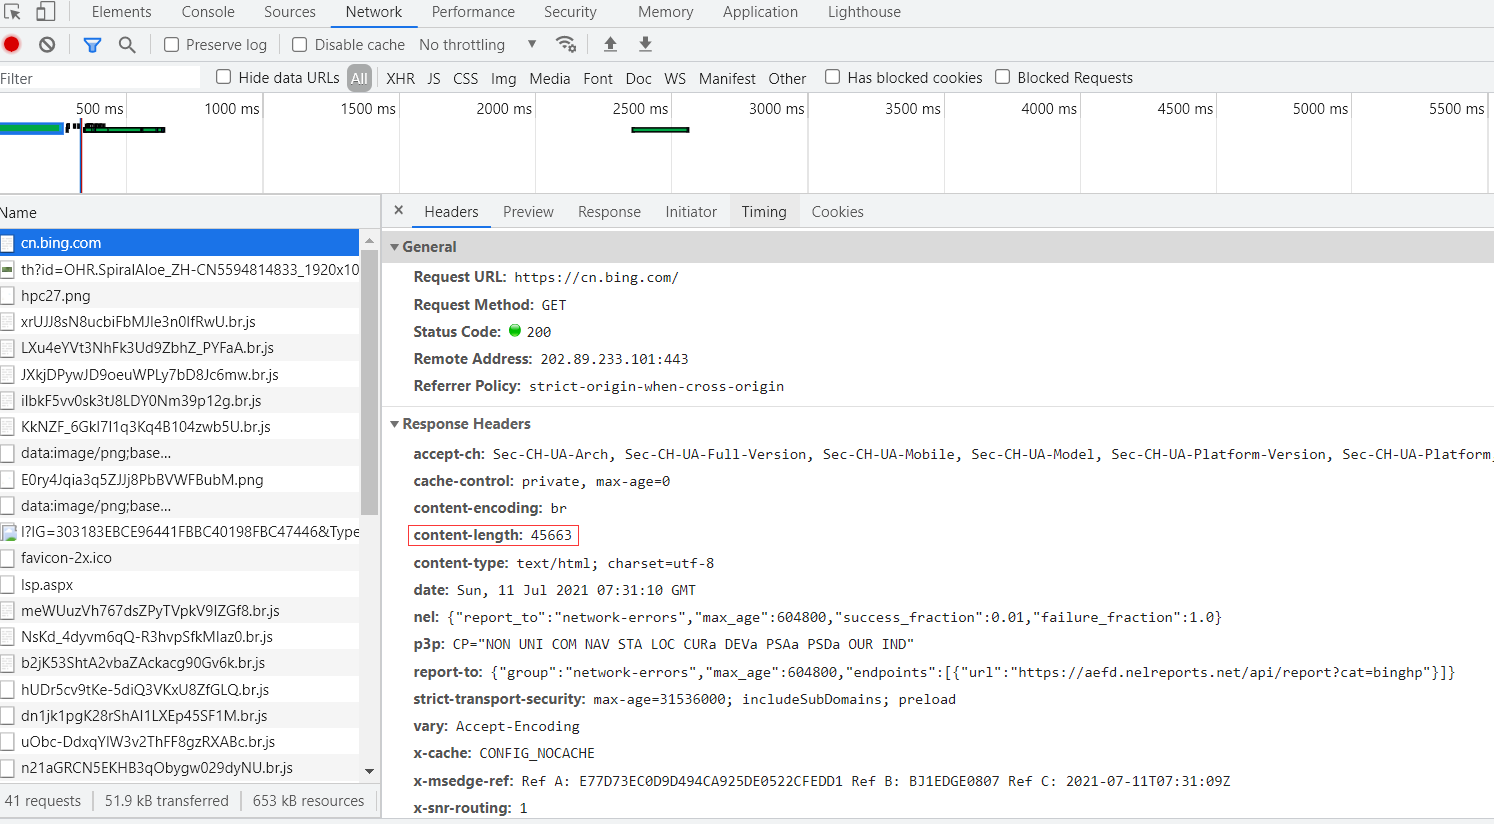 Elements Console Sources Network Performance Security Memory Application Lighthouse
Preserve log Disable cache No throttling
Filter Hide data URLs All XHR JS CSS Img Media Font Doc WS Manifest Other Has blocked cookies Blocked Requests
500 ms 1000 ms 1500 ms 2000 ms 2500 ms 3000 ms 3500 ms 4000 ms 4500 ms 5000 ms 5500 ms
Name
cn.bing.com
th?id=OHR.SpiralAloe_ZH-CN5594814833_1920x10
hpc27.png
xrUJJ8sN8ucbiFbMJIe3n0IfRwU.br.js
LXu4eYVt3NhFk3Ud9ZbhZ_PYFaA.br.js
JXkjDPywJD9oeuWPLy7bD8Jc6mw.br.js
iIbkF5vv0sk3tJ8LDY0Nm39p12g.br.js
KkNZF_6GkI7I1q3Kq4B104zwb5U.br.js
data:image/png;base...
E0ry4Jqia3q5ZJJj8PbBVWFBubM.png
data:image/png;base...
l?IG=303183EBCE96441FBBC40198FBC47446&Type
favicon-2x.ico
lsp.aspx
meWUuzVh767dsZPyTVpkV9IZGf8.br.js
NsKd_4dyvm6qQ-R3hvpSfkMIaz0.br.js
b2jK53ShtA2vbaZAckacg90Gv6k.br.js
hUDr5cv9tKe-5diQ3VKxU8ZfGLQ.br.js
dn1jk1pgK28rShAI1LXEp45SF1M.br.js
uObc-DdxqYIW3v2ThFF8gzRXABc.br.js
n21aGRCN5EKHB3qObygw029dyNU.br.js
41 requests 51.9 kB transferred 653 kB resources
× Headers Preview Response Initiator Timing Cookies
General
Request URL: https://cn.bing.com/
Request Method: GET
Status Code: 200
Remote Address: 202.89.233.101:443
Referrer Policy: strict-origin-when-cross-origin
Response Headers
accept-ch: Sec-CH-UA-Arch, Sec-CH-UA-Full-Version, Sec-CH-UA-Mobile, Sec-CH-UA-Model, Sec-CH-UA-Platform-Version, Sec-CH-UA-Platform,
cache-control: private, max-age=0
content-encoding: br
content-length: 45663
content-type: text/html; charset=utf-8
date: Sun, 11 Jul 2021 07:31:10 GMT
nel: {"report_to":"network-errors","max_age":604800,"success_fraction":0.01,"failure_fraction":1.0}
p3p: CP="NON UNI COM NAV STA LOC CURa DEVa PSAa PSDa OUR IND"
report-to: {"group":"network-errors","max_age":604800,"endpoints":[{"url":"https://aefd.nelreports.net/api/report?cat=binghp"}]}
strict-transport-security: max-age=31536000; includeSubDomains; preload
vary: Accept-Encoding
x-cache: CONFIG_NOCACHE
x-msedge-ref: Ref A: E77D73EC0D9D494CA925DE0522CFEDD1 Ref B: BJ1EDGE0807 Ref C: 2021-07-11T07:31:09Z
x-snr-routing: 1